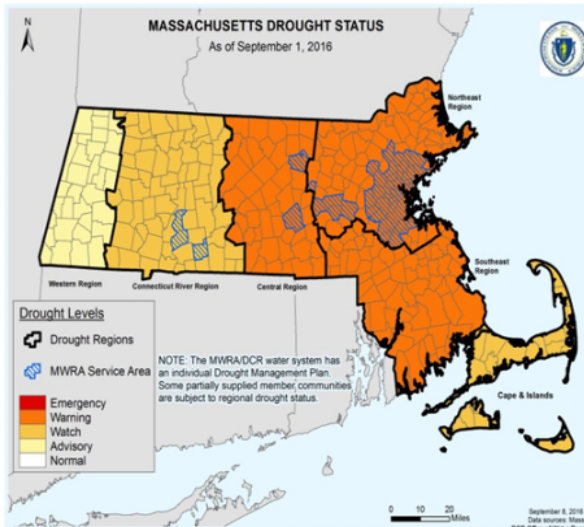 MASSACHUSETTS DROUGHT STATUS
As of September 1, 2016
N
Northeast
Region
Southeast
Region
Western Region
Connecticut River Region
Central Region
Cape & Islands
Drought Levels
Drought Regions
MWRA Service Area
Emergency
Warning
Watch
Advisory
Normal
NOTE: The MWRA/DCR water system has
an individual Drought Management Plan.
Some partially supplied member communities
are subject to regional drought status.
0 10 20
Miles
September 8, 2016
Data sources: Mass